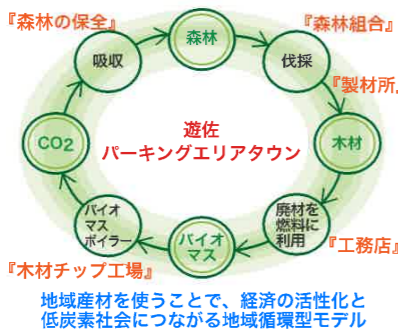 『森林の保全』
森林
『森林組合』
吸収
伐採
『製材所
CO2
遊佐
パーキングエリアタウン
木材
バイオ
マス
ボイラー
バイオ
マス
廃材を
燃料に
利用
『工務店』
『木材チップ工場』
地域産材を使うことで、経済の活性化と
低炭素社会につながる地域循環型モデル